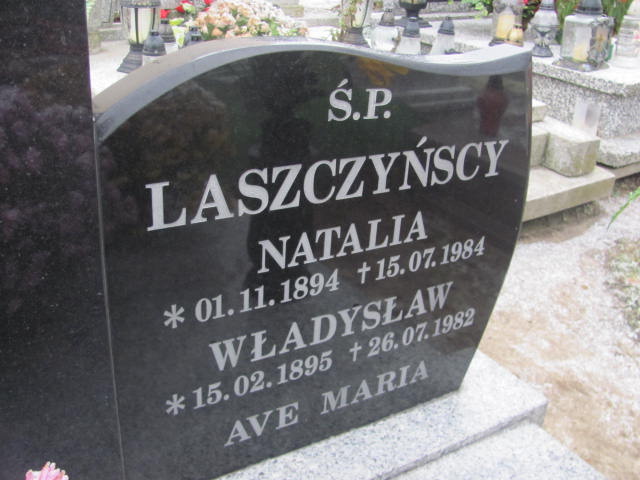 Ś.P.
LASZCZYŃSCY
NATALIA
* 01.11.1894 † 15.07.1984
WŁADYSŁAW
* 15.02.1895 † 26.07.1982
AVE MARIA